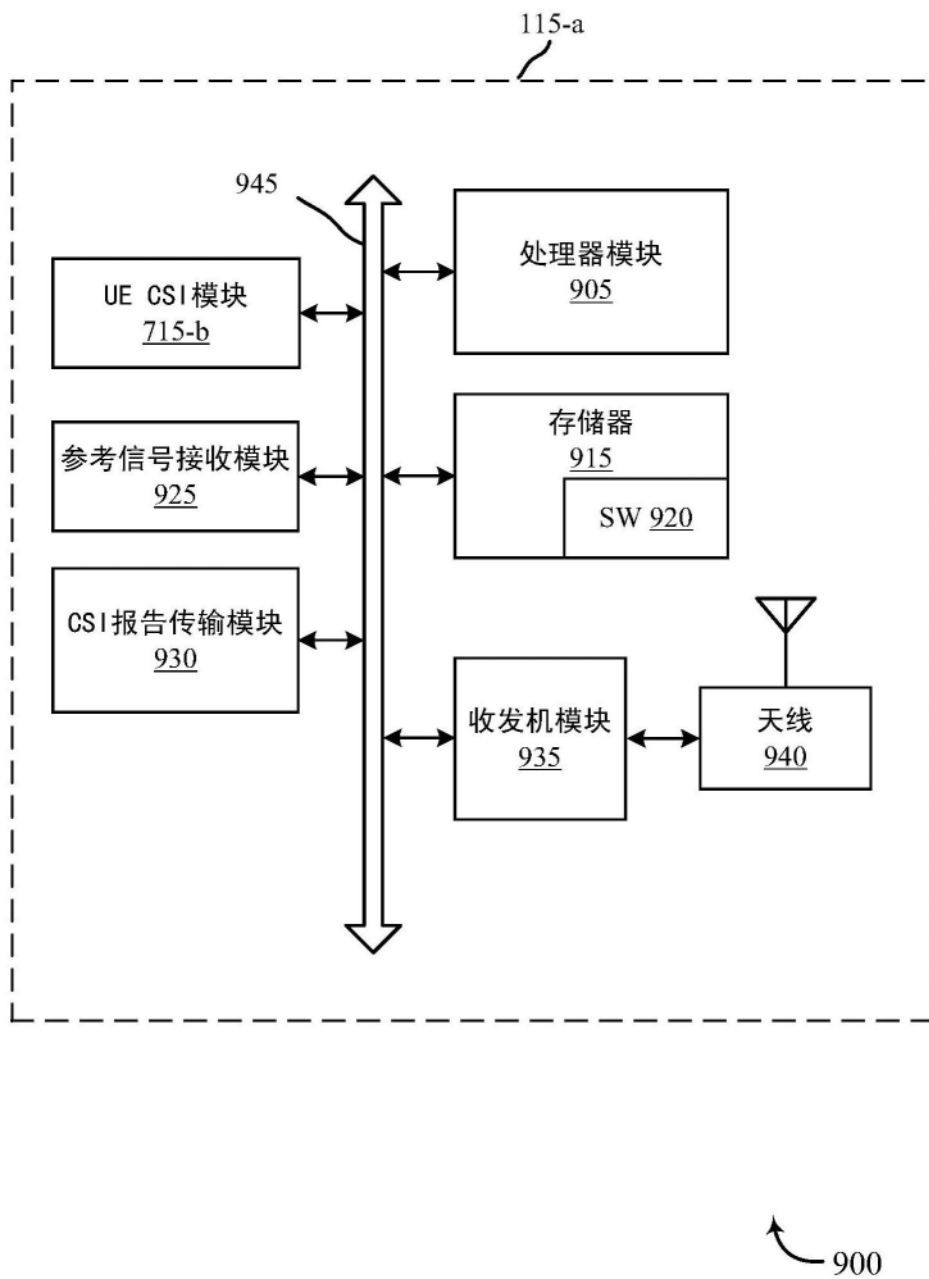 115-a
945
UE CSI模块
715-b
参考信号接收模块
925
CSI报告传输模块
930
处理器模块
905
存储器
915
SW 920
收发机模块
935
天线
940
900